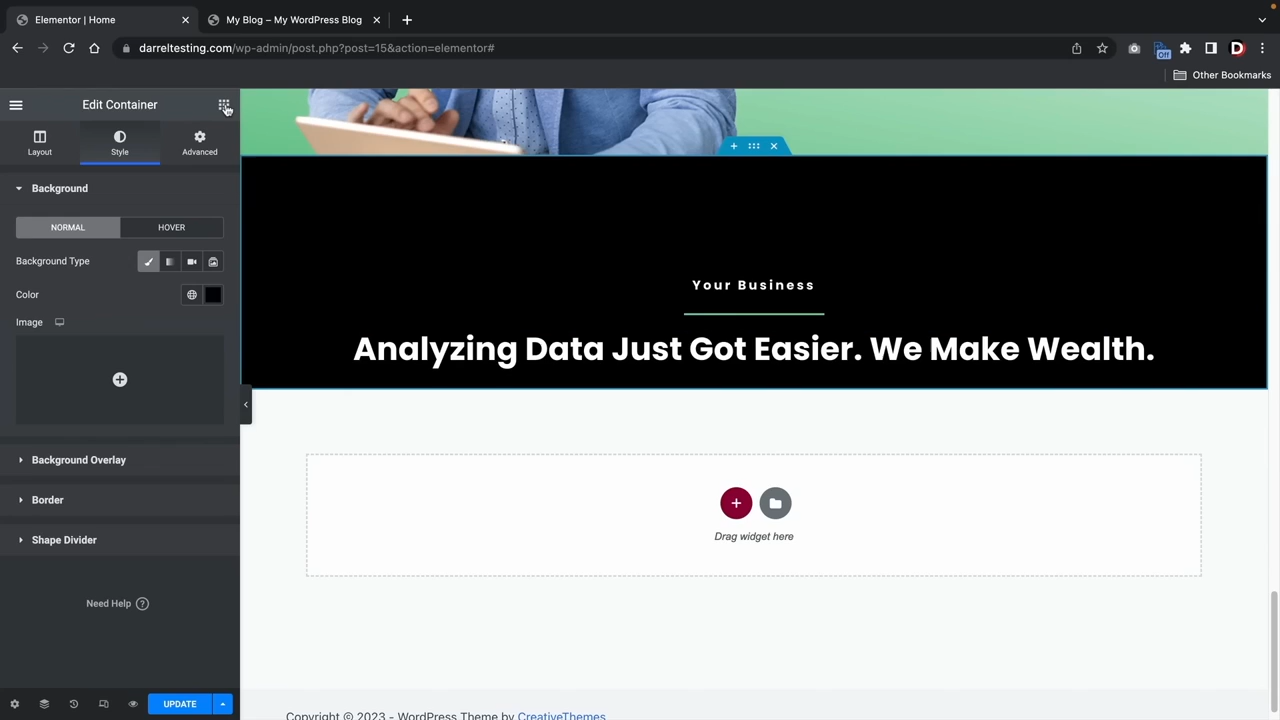 Elementor | Home
My Blog – My WordPress Blog
darreltesting.com/wp-admin/post.php?post=15&action=elementor#
Off
D
Other Bookmarks
Edit Container
Layout
Style
Advanced
Background
NORMAL
HOVER
Background Type
Color
Image
Background Overlay
Border
Shape Divider
Need Help
UPDATE
Your Business
Analyzing Data Just Got Easier. We Make Wealth.
Drag widget here
Copyright © 2023 - WordPress Theme by CreativeThemes